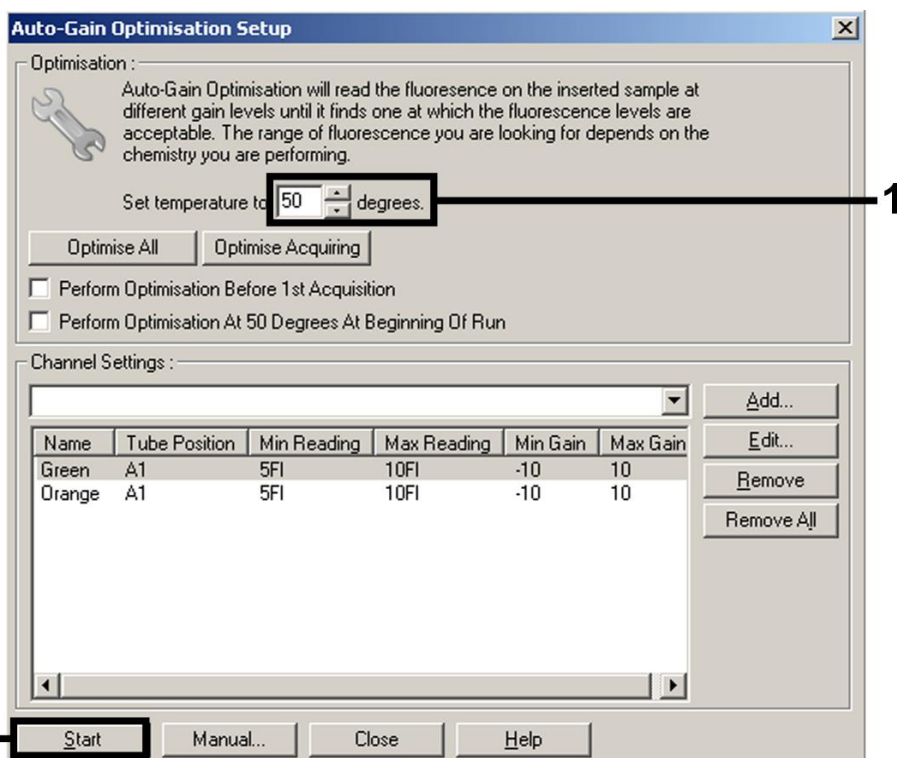 Auto-Gain Optimisation Setup
Optimisation :
Auto-Gain Optimisation will read the fluoresence on the inserted sample at
different gain levels until it finds one at which the fluorescence levels are
acceptable. The range of fluorescence you are looking for depends on the
chemistry you are performing.
Set temperature to 50 degrees.
1
Optimise All Optimise Acquiring
Perform Optimisation Before 1st Acquisition
Perform Optimisation At 50 Degrees At Beginning Of Run
Channel Settings :
Add...
Name Tube Position Min Reading Max Reading Min Gain Max Gain
Edit...
Green A1 5Fl 10Fl -10 10
Remove
Orange A1 5Fl 10Fl -10 10
Remove All
Start Manual... Close Help